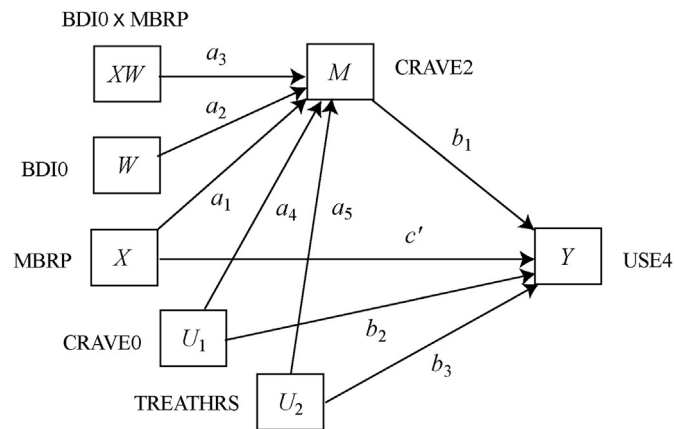 BDI0 x MBRP
XW
a₃
M
CRAVE2
a₂
BDI0
W
b₁
a₁
a₄
a₅
c′
MBRP
X
Y
USE4
CRAVE0
U₁
b₂
b₃
TREATHRS
U₂